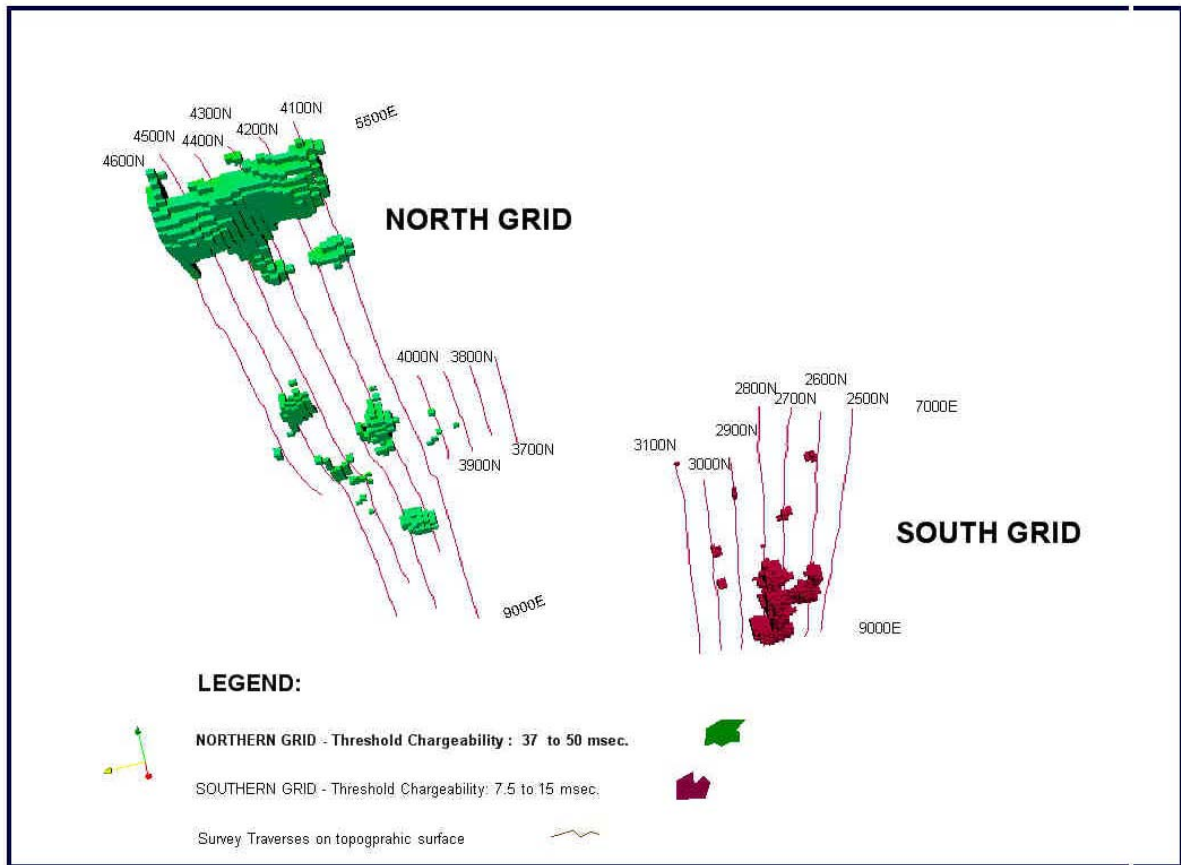 4100N
4300N
5500E
4200N
4500N
4400N
4600N
NORTH GRID
4000N
3800N
2600N
2800N
2700N
2500N
7000E
2900N
3700N
3100N
3900N
3000N
SOUTH GRID
9000E
9000E
LEGEND:
NORTHERN GRID - Threshold Chargeability : 37 to 50 msec.
SOUTHERN GRID - Threshold Chargeability: 7.5 to 15 msec.
Survey Traverses on topogprahic surface